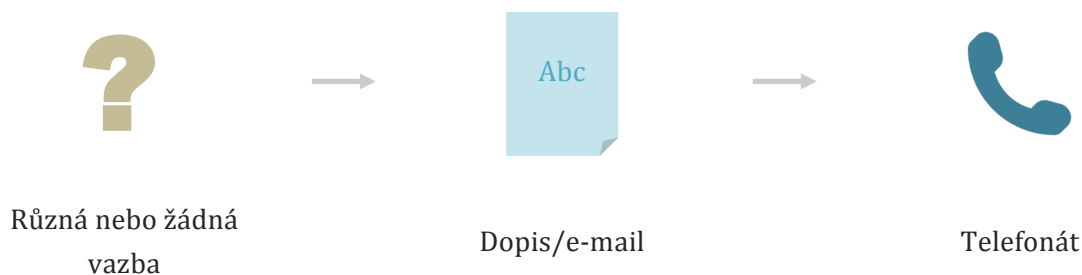 ?
Abc
Různá nebo žádná
vazba
Dopis/e-mail
Telefonát